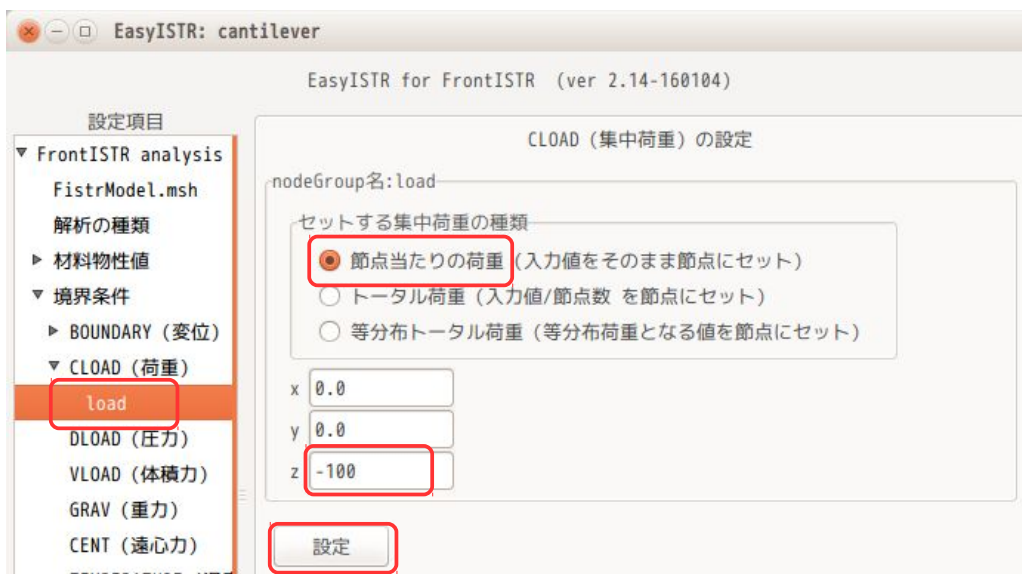 EasyISTR: cantilever
EasyISTR for FrontISTR (ver 2.14-160104)
設定項目
FrontISTR analysis
FistrModel.msh
解析の種類
材料物性値
境界条件
BOUNDARY (変位)
CLOAD (荷重)
load
DLOAD (圧力)
VLOAD (体積力)
GRAV (重力)
CENT (遠心力)
CLOAD (集中荷重) の設定
nodeGroup名:load
セットする集中荷重の種類
節点当たりの荷重 (入力値をそのまま節点にセット)
トータル荷重 (入力値/節点数 を節点にセット)
等分布トータル荷重 (等分布荷重となる値を節点にセット)
x 0.0
y 0.0
z -100
設定